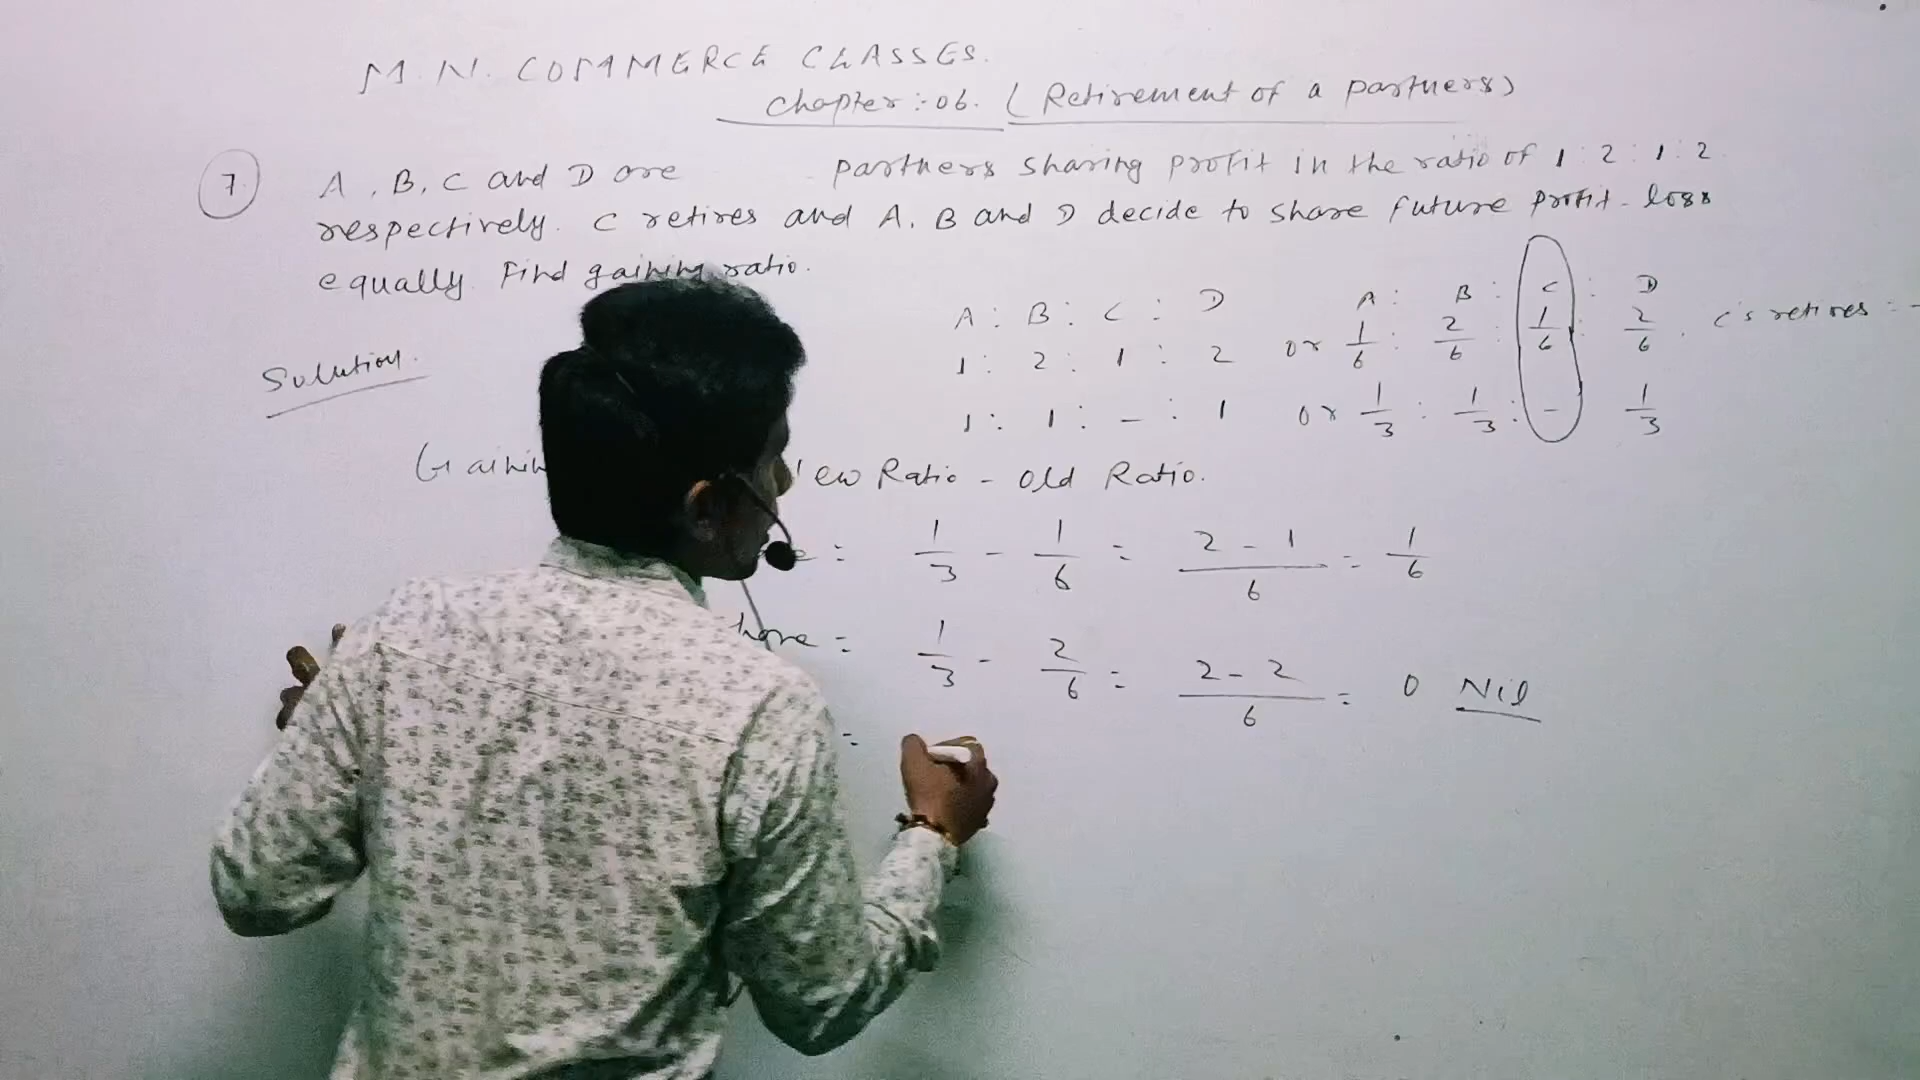 M. N. COMMERCE CLASSES.
Chapter :- 06. (Retirement of a partners)
7 A, B, C and D are partners sharing profit in the ratio of 1 : 2 : 1 : 2
respectively. C retires and A, B and D decide to share future profit - loss
equally Find gaining ratio.
A : B : C : D A : B : C : D
1 : 2 : 1 : 2 or 1/6 : 2/6 : 1/6 : 2/6 . C's retires :-
1 : 1 : - : 1 or 1/3 : 1/3 : - 1/3
Solution.
Ratio - Old Ratio.
= 1/3 - 1/6 = 2 - 1/6 = 1/6
= 1/3 - 2/6 = 2 - 2/6 = 0 Nil
=